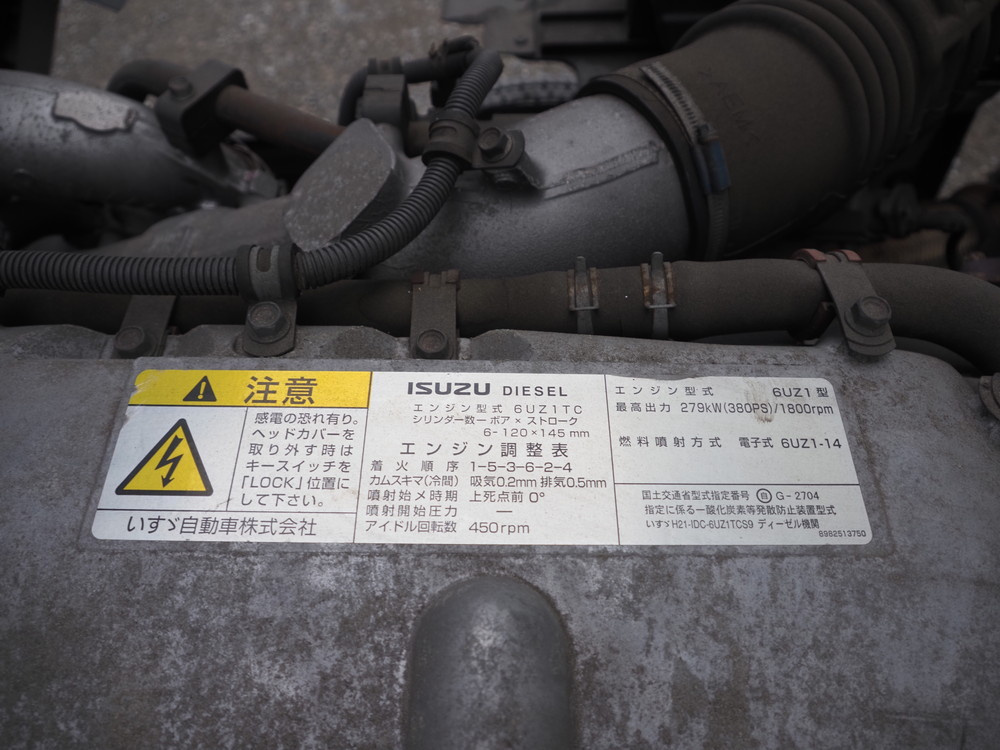 注意
感電の恐れ有り。
ヘッドカバーを
取り外す時は
キースイッチを
「LOCK」位置に
して下さい。
いすゞ自動車株式会社
ISUZU DIESEL
エンジン型式 6UZ1TC
シリンダ数ー ボア × ストローク
6-120×145 mm
エンジン調整表
着火順序 1-5-3-6-2-4
カムスキマ(冷間) 吸気0.2mm 排気0.5mm
噴射始メ時期 上死点前 0°
噴射開始圧力 —
アイドル回転数 450rpm
エンジン型式 6UZ1型
最高出力 279kW(380PS)/1800rpm
燃料噴射方式 電子式 6UZ1-14
国土交通省型式指定番号 自 G-2704
指定に係る一酸化炭素等発散防止装置型式
いすゞH21-IDC-6UZ1TCS9 ディーゼル機関
8982513750